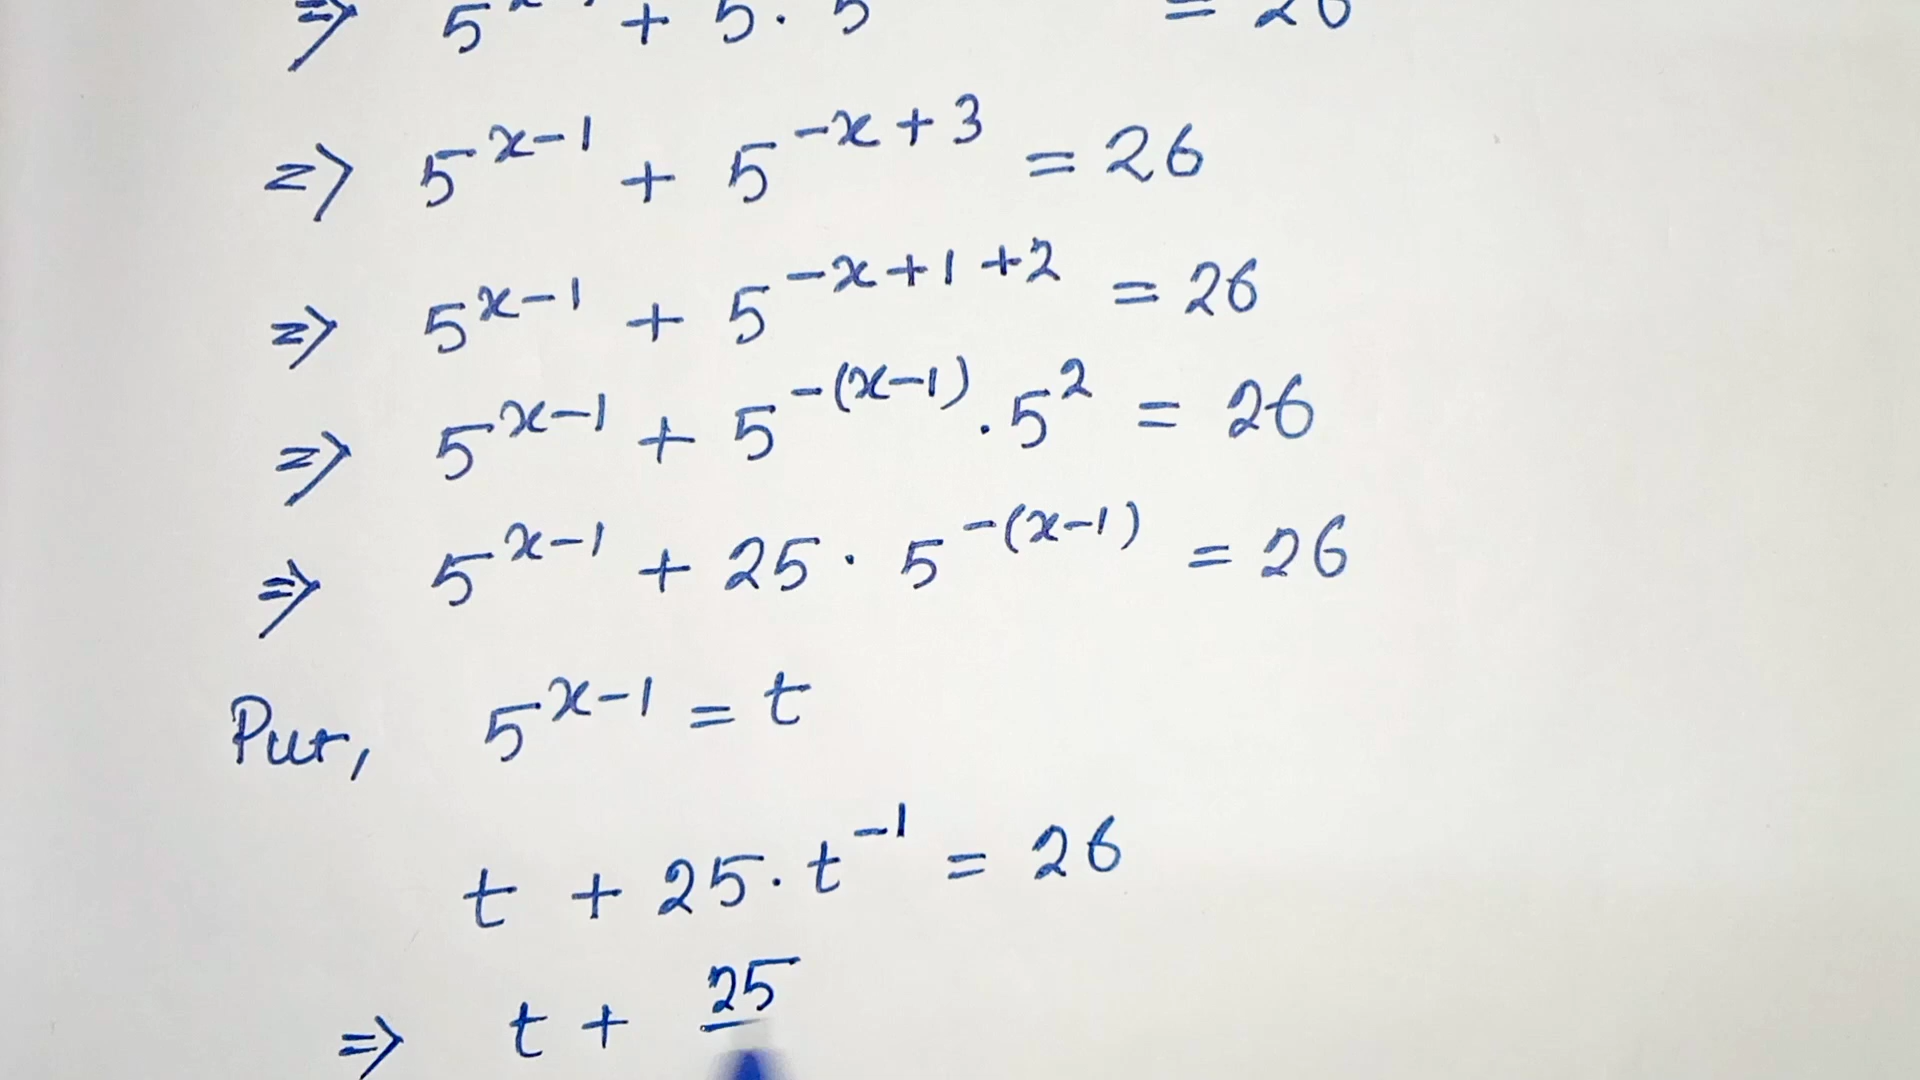 => 5^{x-1} + 5^{-x+3} = 26
=> 5^{x-1} + 5^{-x+1+2} = 26
=> 5^{x-1} + 5^{-(x-1)}.5^2 = 26
=> 5^{x-1} + 25. 5^{-(x-1)} = 26
Put, 5^{x-1} = t
t + 25.t^{-1} = 26
=> t + 25